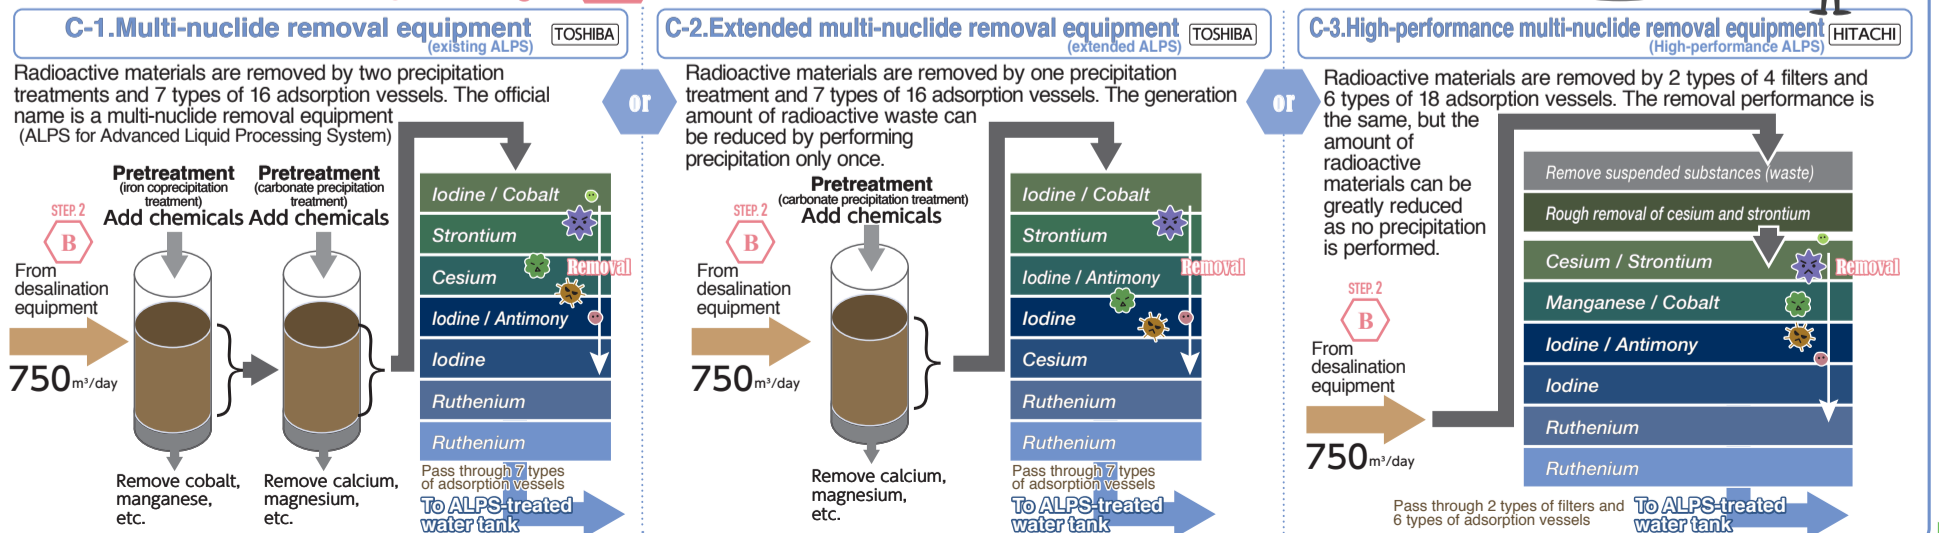 C-1.Multi-nuclide removal equipment
(existing ALPS)
TOSHIBA
Radioactive materials are removed by two precipitation
treatments and 7 types of 16 adsorption vessels. The official
name is a multi-nuclide removal equipment
(ALPS for Advanced Liquid Processing System)
Pretreatment
(iron coprecipitation
treatment)
Add chemicals
Pretreatment
(carbonate precipitation
treatment)
Add chemicals
STEP. 2
B
From
desalination
equipment
750m³/day
Remove cobalt,
manganese,
etc.
Remove calcium,
magnesium,
etc.
Iodine / Cobalt
Strontium
Cesium
Iodine / Antimony
Iodine
Ruthenium
Ruthenium
Removal
Pass through 7 types
of adsorption vessels
To ALPS-treated
water tank
or
C-2.Extended multi-nuclide removal equipment
(extended ALPS)
TOSHIBA
Radioactive materials are removed by one precipitation
treatment and 7 types of 16 adsorption vessels. The generation
amount of radioactive waste can
be reduced by performing
precipitation only once.
Pretreatment
(carbonate precipitation treatment)
Add chemicals
STEP. 2
B
From
desalination
equipment
750m³/day
Remove calcium,
magnesium,
etc.
Iodine / Cobalt
Strontium
Iodine / Antimony
Iodine
Cesium
Ruthenium
Ruthenium
Removal
Pass through 7 types
of adsorption vessels
To ALPS-treated
water tank
or
C-3.High-performance multi-nuclide removal equipment
(High-performance ALPS)
HITACHI
Radioactive materials are removed by 2 types of 4 filters and
6 types of 18 adsorption vessels. The removal performance is
the same, but the
amount of
radioactive
materials can be
greatly reduced
as no precipitation
is performed.
STEP. 2
B
From
desalination
equipment
750m³/day
Remove suspended substances (waste)
Rough removal of cesium and strontium
Cesium / Strontium
Manganese / Cobalt
Iodine / Antimony
Iodine
Ruthenium
Ruthenium
Removal
Pass through 2 types of filters and
6 types of adsorption vessels
To ALPS-treated
water tank